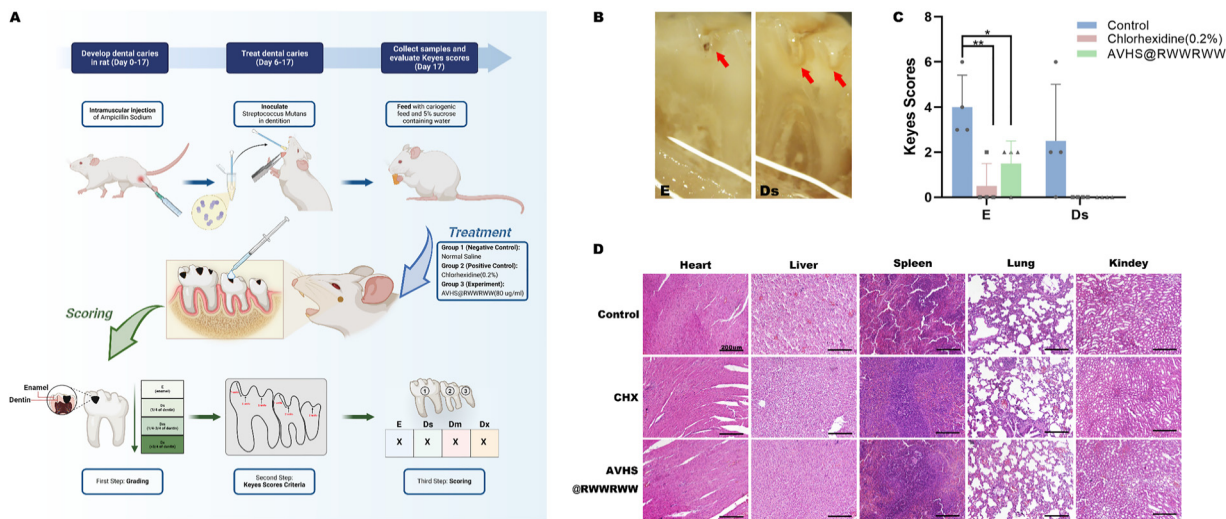 A
Develop dental caries
in rat (Day 0-17)
Treat dental caries
(Day 6-17)
Collect samples and
evaluate Keyes scores
(Day 17)
Intramuscular injection
of Ampicillin Sodium
Inoculate
Streptococcus Mutans
in dentition
Feed with cariogenic
feed and 5% sucrose
containing water
Treatment
Group 1 (Negative Control):
Normal Saline
Group 2 (Positive Control):
Chlorhexidine(0.2%)
Group 3 (Experiment):
AVHS@RWWRWW(80 ug/ml)
Scoring
Enamel
Dentin
E
(enamel)
First Step: Grading
Second Step:
Keyes Scores Criteria
1 2 3
E Ds Dm Dx
X X X X
Third Step: Scoring
B
E
Ds
C
Keyes Scores
8
6
4
2
0
*
**
E
Ds
Control
Chlorhexidine(0.2%)
AVHS@RWWRWW
D
Heart Liver Spleen Lung Kindey
Control
200um
CHX
AVHS
@RWWRWW